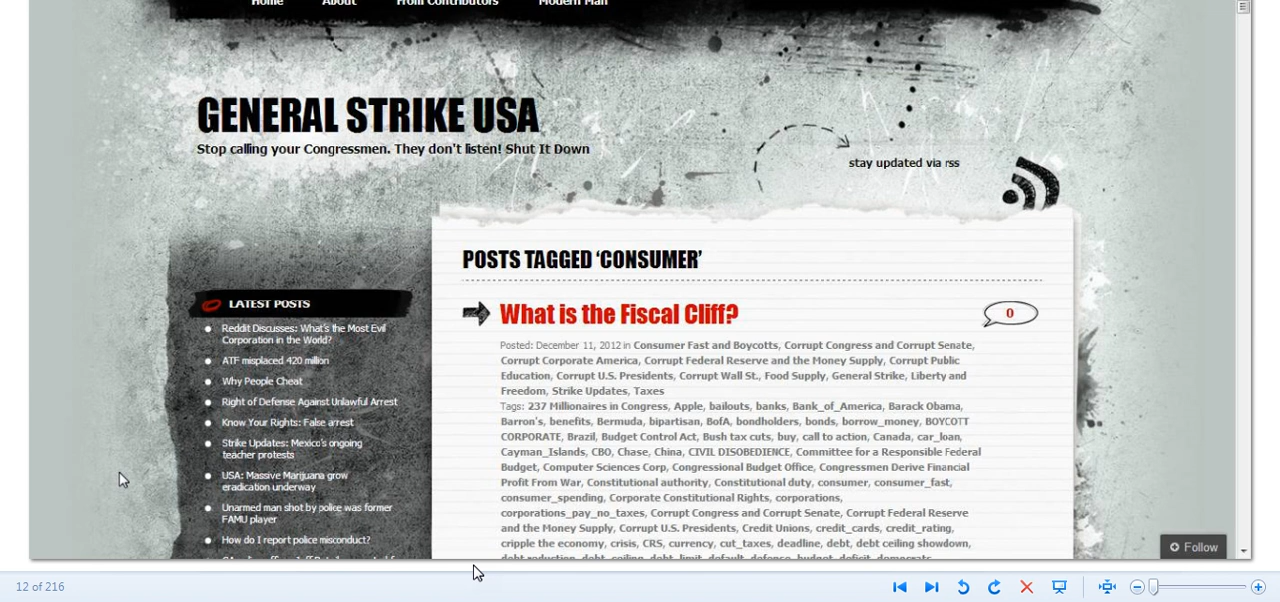 Home About From Contributors Modern Man
GENERAL STRIKE USA
Stop calling your Congressmen. They don't listen! Shut It Down
stay updated via rss
LATEST POSTS
Reddit Discusses: What's the Most Evil
Corporation in the World?
ATF misplaced 420 million
Why People Cheat
Right of Defense Against Unlawful Arrest
Know Your Rights: False arrest
Strike Updates: Mexico's ongoing
teacher protests
USA: Massive Marijuana grow
eradication underway
Unarmed man shot by police was former
FAMU player
How do I report police misconduct?
POSTS TAGGED ‘CONSUMER’
What is the Fiscal Cliff?
0
Posted: December 11, 2012 in Consumer Fast and Boycotts, Corrupt Congress and Corrupt Senate,
Corrupt Corporate America, Corrupt Federal Reserve and the Money Supply, Corrupt Public
Education, Corrupt U.S. Presidents, Corrupt Wall St., Food Supply, General Strike, Liberty and
Freedom, Strike Updates, Taxes
Tags: 237 Millionaires in Congress, Apple, bailouts, banks, Bank_of_America, Barack Obama,
Barron's, benefits, Bermuda, bipartisan, BofA, bondholders, bonds, borrow_money, BOYCOTT
CORPORATE, Brazil, Budget Control Act, Bush tax cuts, buy, call to action, Canada, car_loan,
Cayman_Islands, CBO, Chase, China, CIVIL DISOBEDIENCE, Committee for a Responsible Federal
Budget, Computer Sciences Corp, Congressional Budget Office, Congressmen Derive Financial
Profit From War, Constitutional authority, Constitutional duty, consumer, consumer_fast,
consumer_spending, Corporate Constitutional Rights, corporations,
corporations_pay_no_taxes, Corrupt Congress and Corrupt Senate, Corrupt Federal Reserve
and the Money Supply, Corrupt U.S. Presidents, Credit Unions, credit_cards, credit_rating,
cripple the economy, crisis, CRS, currency, cut_taxes, deadline, debt, debt ceiling showdown,
debt reduction, debt_ceiling, debt_limit, default, defense_budget, deficit, democrats,
Follow
12 of 216